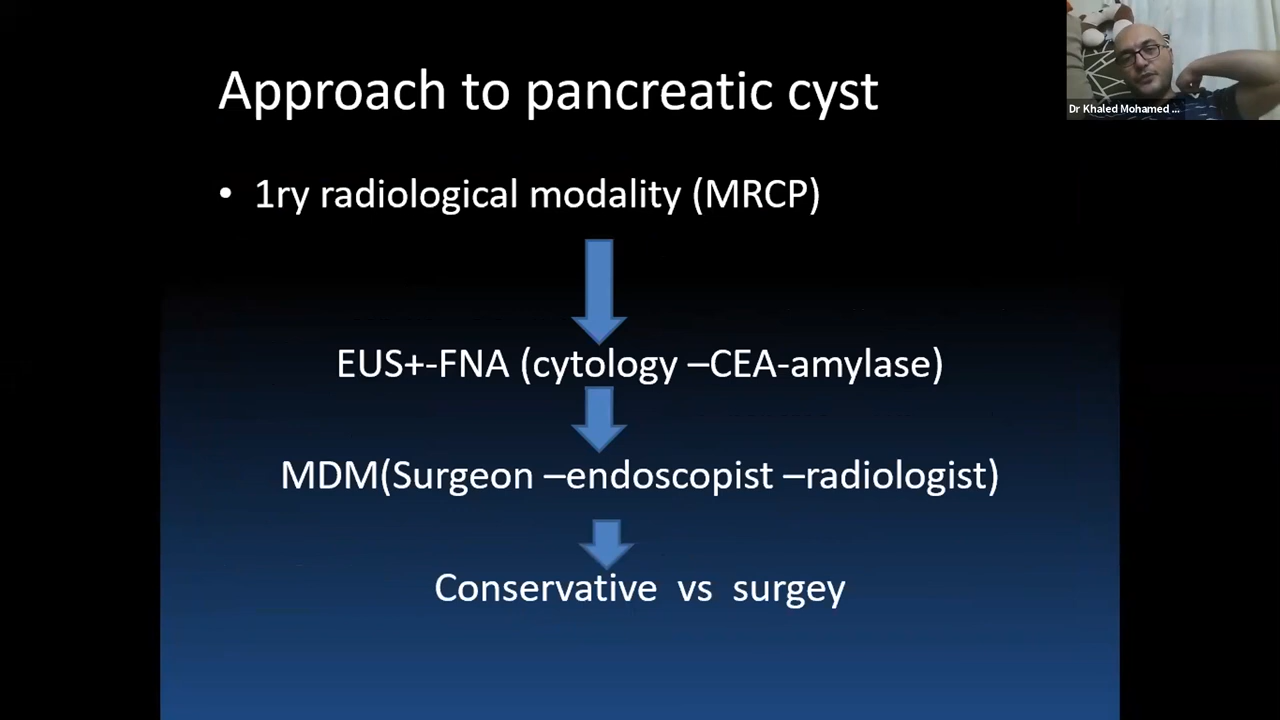 Approach to pancreatic cyst
Dr Khaled Mohamed ...
• 1ry radiological modality (MRCP)
EUS+-FNA (cytology –CEA-amylase)
MDM(Surgeon –endoscopist –radiologist)
Conservative vs surgey